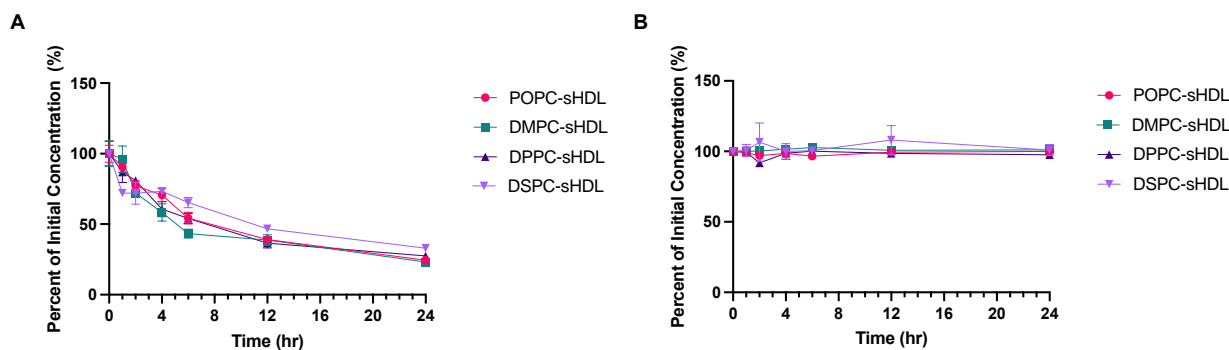 A
Percent of Initial Concentration (%)
150
100
50
0
0 4 8 12 16 20 24
Time (hr)
POPC-sHDL
DMPC-sHDL
DPPC-sHDL
DSPC-sHDL
B
Percent of Initial Concentration (%)
150
100
50
0
0 4 8 12 16 20 24
Time (hr)
POPC-sHDL
DMPC-sHDL
DPPC-sHDL
DSPC-sHDL